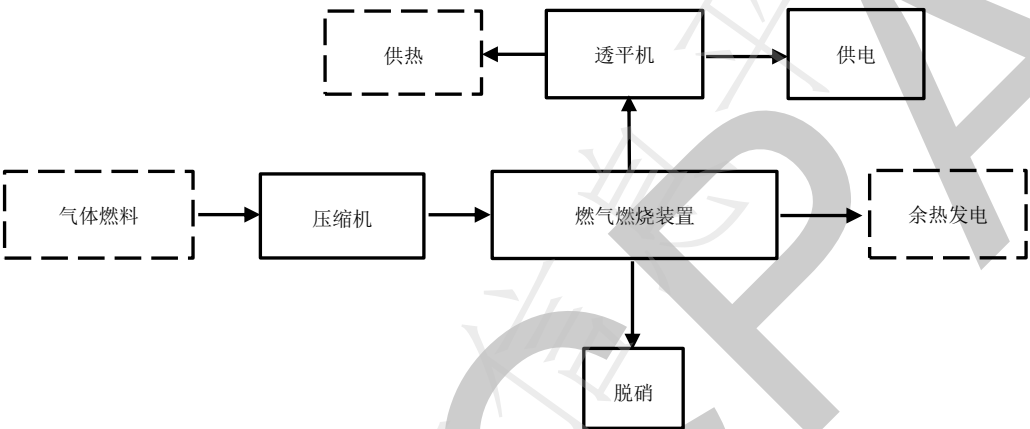 供热
透平机
供电
气体燃料
压缩机
燃气燃烧装置
余热发电
脱硝